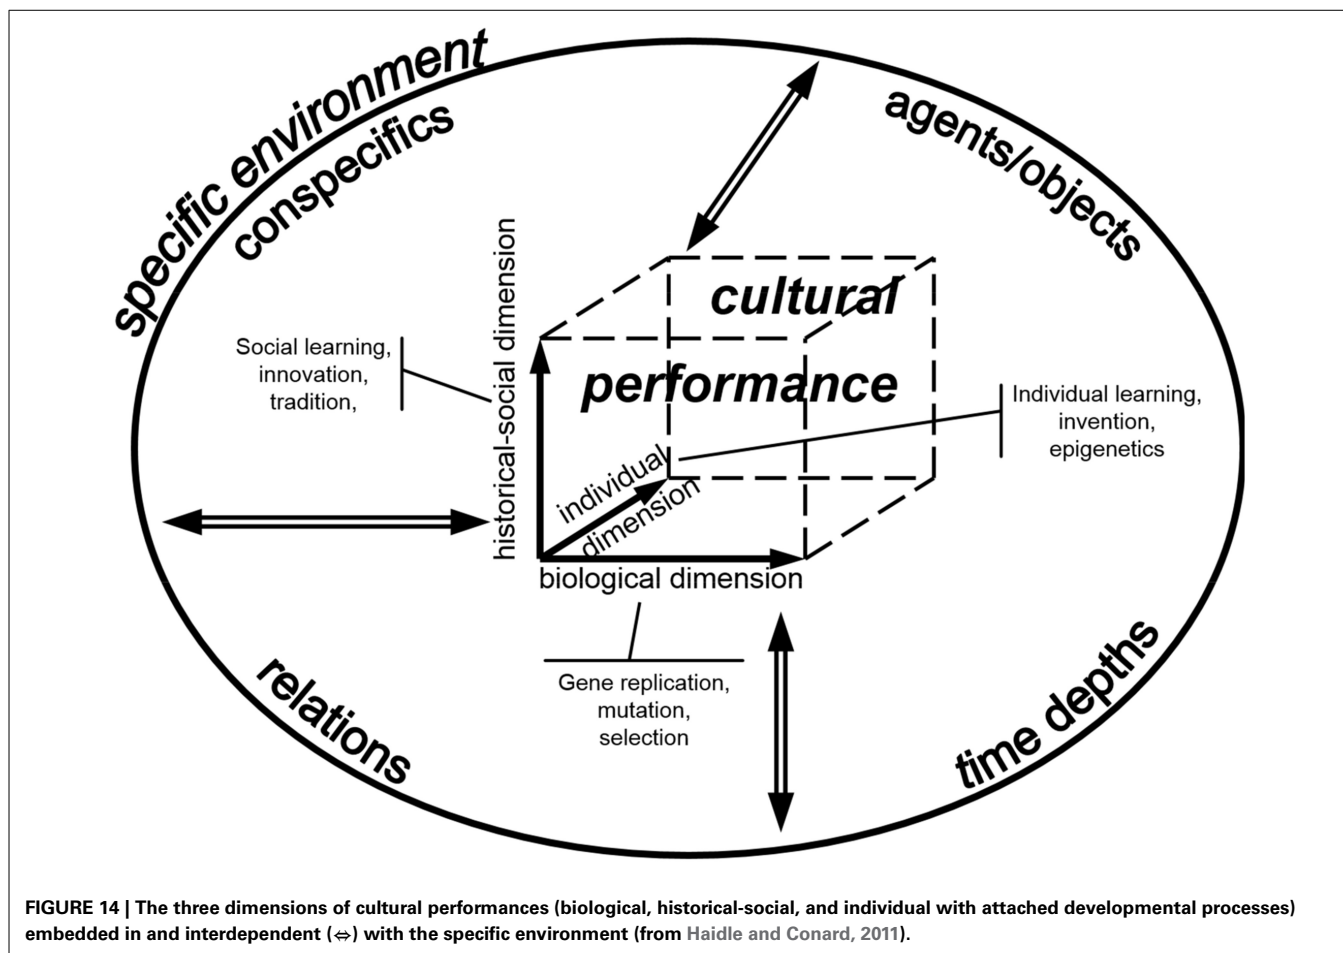 specific environment
conspecifics
agents/objects
cultural
performance
historical-social dimension
Social learning,
innovation,
tradition,
individual
dimension
Individual learning,
invention,
epigenetics
biological dimension
Gene replication,
mutation,
selection
relations
time depths
FIGURE 14 | The three dimensions of cultural performances (biological, historical-social, and individual with attached developmental processes)
embedded in and interdependent (⇔) with the specific environment (from Haidle and Conard, 2011).